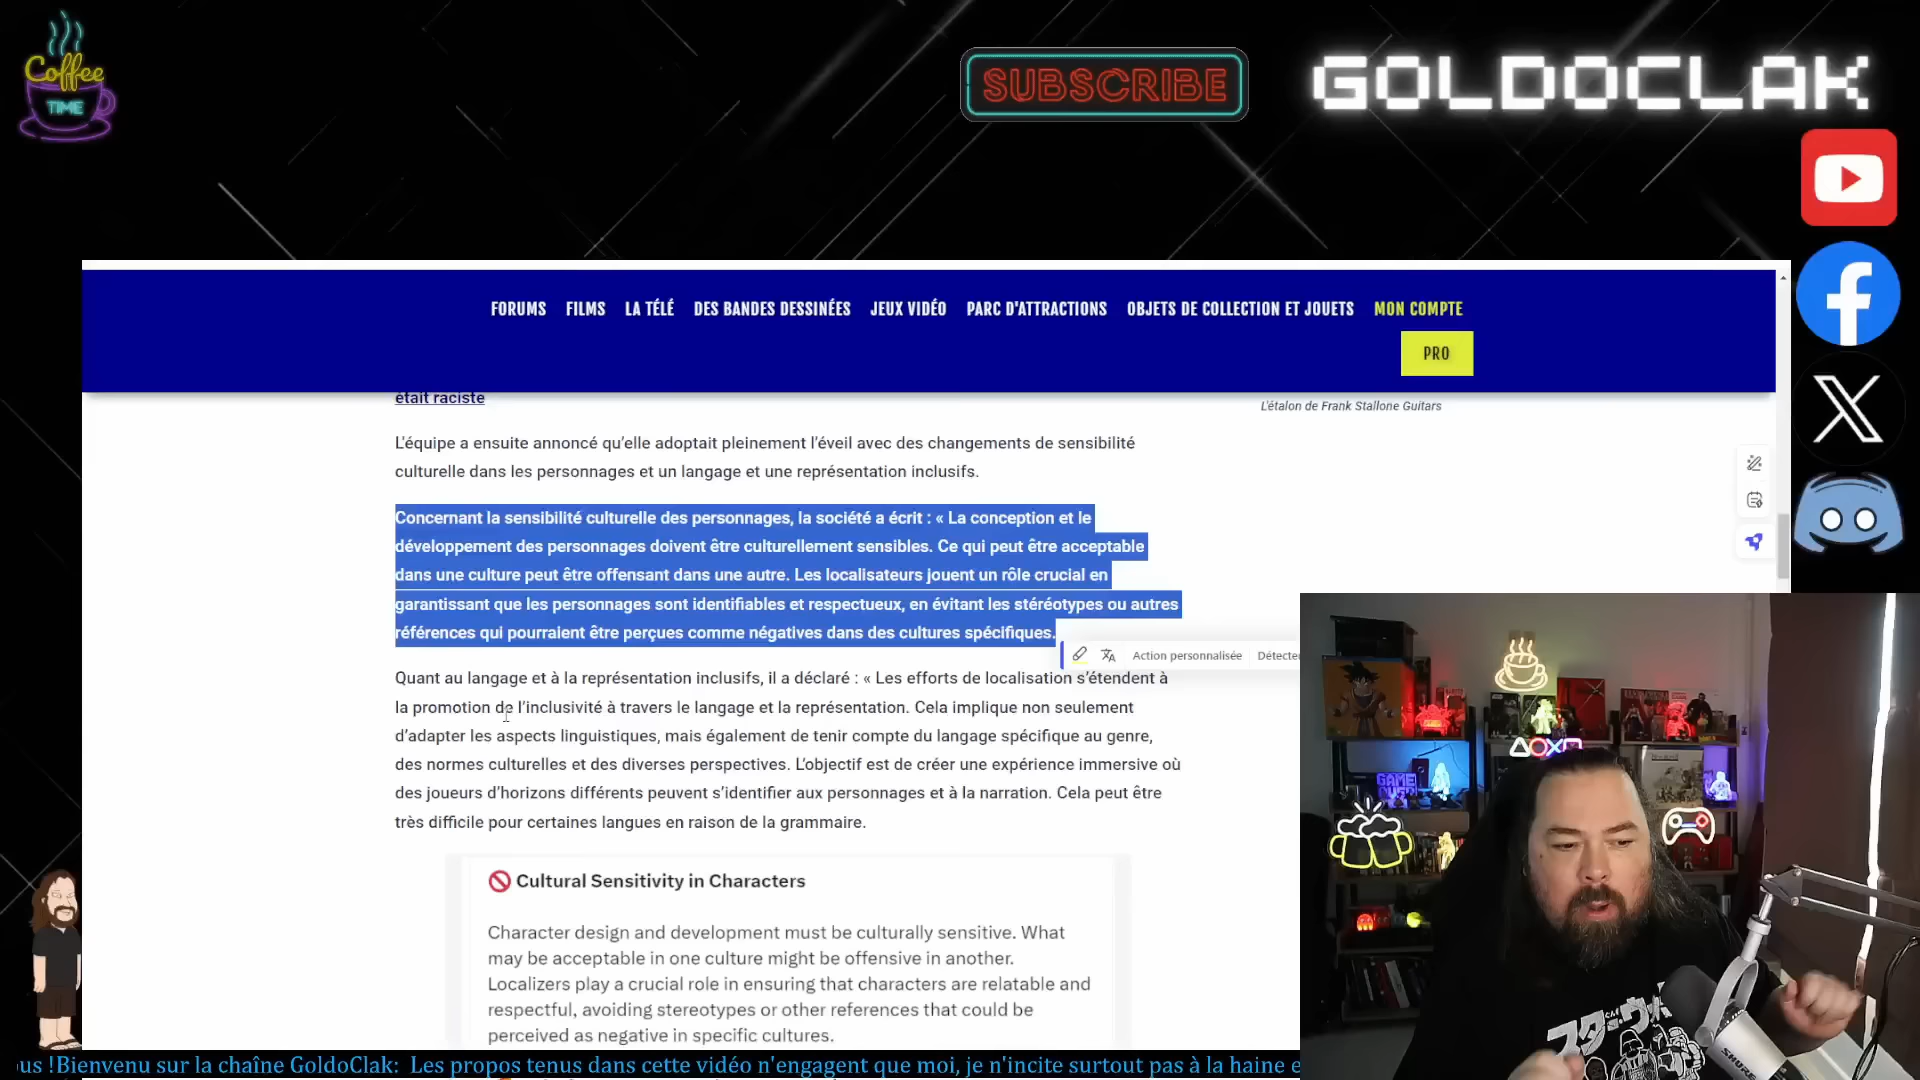 Coffee
TIME
SUBSCRIBE
GOLDOCLAK
FORUMS FILMS LA TÉLÉ DES BANDES DESSINÉES JEUX VIDÉO PARC D'ATTRACTIONS OBJETS DE COLLECTION ET JOUETS MON COMPTE
PRO
était raciste
L'étalon de Frank Stallone Guitars
L'équipe a ensuite annoncé qu'elle adoptait pleinement l'éveil avec des changements de sensibilité
culturelle dans les personnages et un langage et une représentation inclusifs.
Concernant la sensibilité culturelle des personnages, la société a écrit : « La conception et le
développement des personnages doivent être culturellement sensibles. Ce qui peut être acceptable
dans une culture peut être offensant dans une autre. Les localisateurs jouent un rôle crucial en
garantissant que les personnages sont identifiables et respectueux, en évitant les stéréotypes ou autres
références qui pourraient être perçues comme négatives dans des cultures spécifiques.
Action personnalisée Détecter
Quant au langage et à la représentation inclusifs, il a déclaré : « Les efforts de localisation s'étendent à
la promotion de l'inclusivité à travers le langage et la représentation. Cela implique non seulement
d'adapter les aspects linguistiques, mais également de tenir compte du langage spécifique au genre,
des normes culturelles et des diverses perspectives. L'objectif est de créer une expérience immersive où
des joueurs d'horizons différents peuvent s'identifier aux personnages et à la narration. Cela peut être
très difficile pour certaines langues en raison de la grammaire.
Cultural Sensitivity in Characters
Character design and development must be culturally sensitive. What
may be acceptable in one culture might be offensive in another.
Localizers play a crucial role in ensuring that characters are relatable and
respectful, avoiding stereotypes or other references that could be
perceived as negative in specific cultures.
GAME
SHURE
us !Bienvenu sur la chaîne GoldoClak: Les propos tenus dans cette vidéo n'engagent que moi, je n'incite surtout pas à la haine e